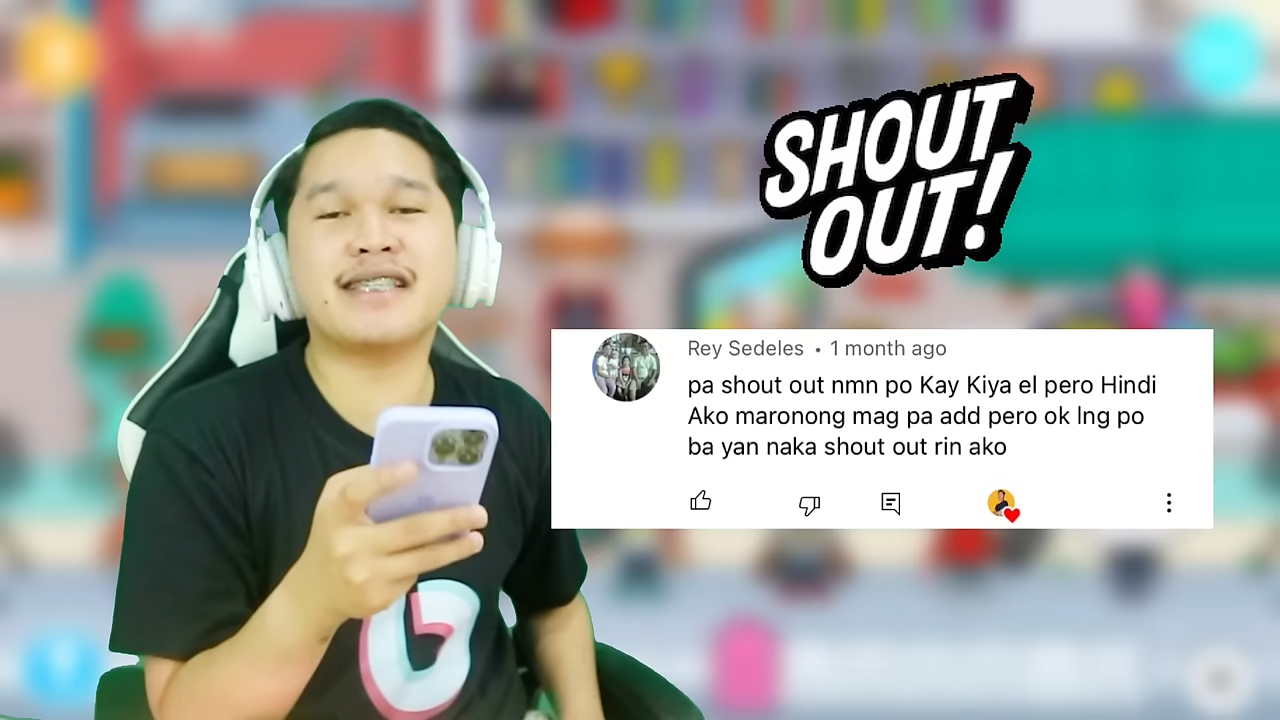 SHOUT
OUT!
Rey Sedeles • 1 month ago
pa shout out nmn po Kay Kiya el pero Hindi
Ako maronong mag pa add pero ok lng po
ba yan naka shout out rin ako